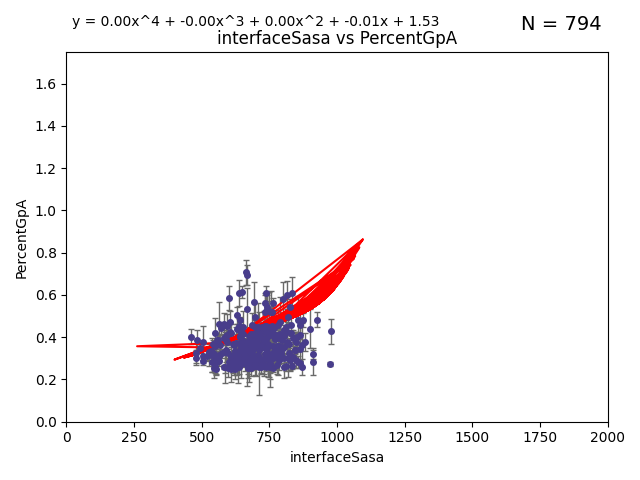 y = 0.00x^4 + -0.00x^3 + 0.00x^2 + -0.01x + 1.53
N = 794
interfaceSasa vs PercentGpA
PercentGpA
1.6
1.4
1.2
1.0
0.8
0.6
0.4
0.2
0.0
0 250 500 750 1000 1250 1500 1750 2000
interfaceSasa